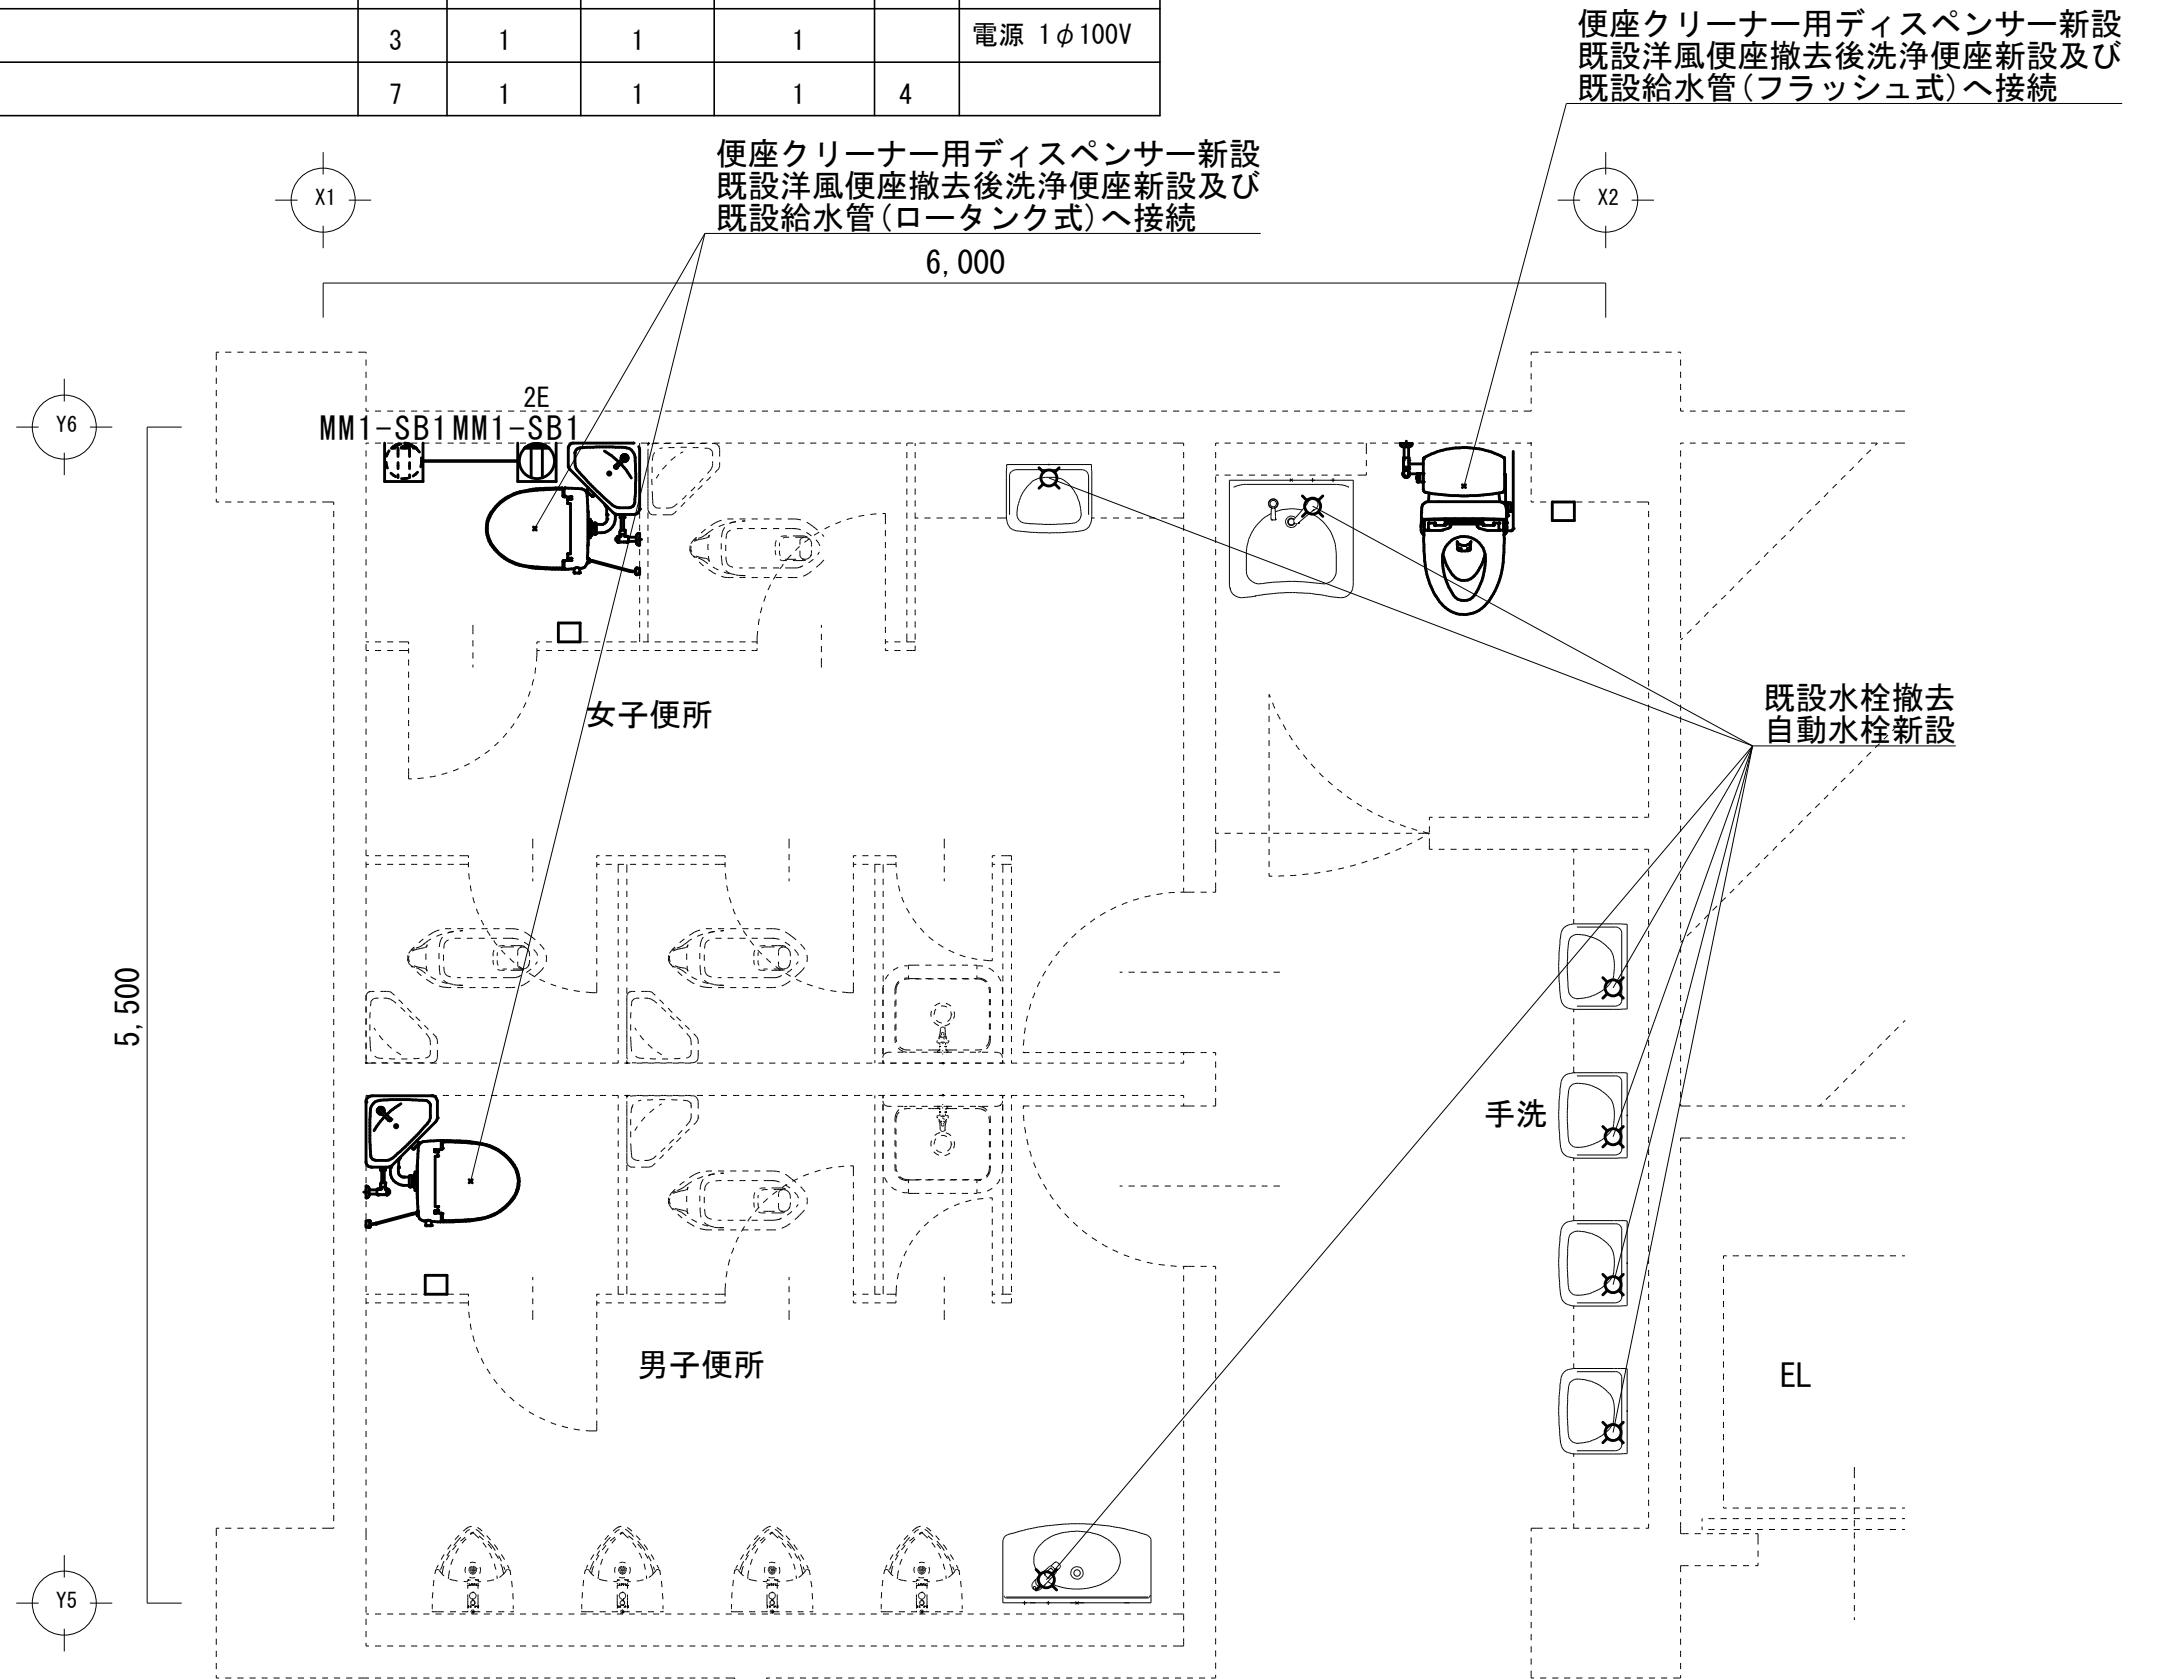 3 1 1 1 電源 1φ100V
7 1 1 1 4
便座クリーナー用ディスペンサー新設
既設洋風便座撤去後洗浄便座新設及び
既設給水管(フラッシュ式)へ接続
便座クリーナー用ディスペンサー新設
既設洋風便座撤去後洗浄便座新設及び
既設給水管(ロータンク式)へ接続
X1
X2
6,000
2E
Y6
MM1-SB1 MM1-SB1
既設水栓撤去
自動水栓新設
女子便所
5,500
手洗
男子便所
EL
Y5